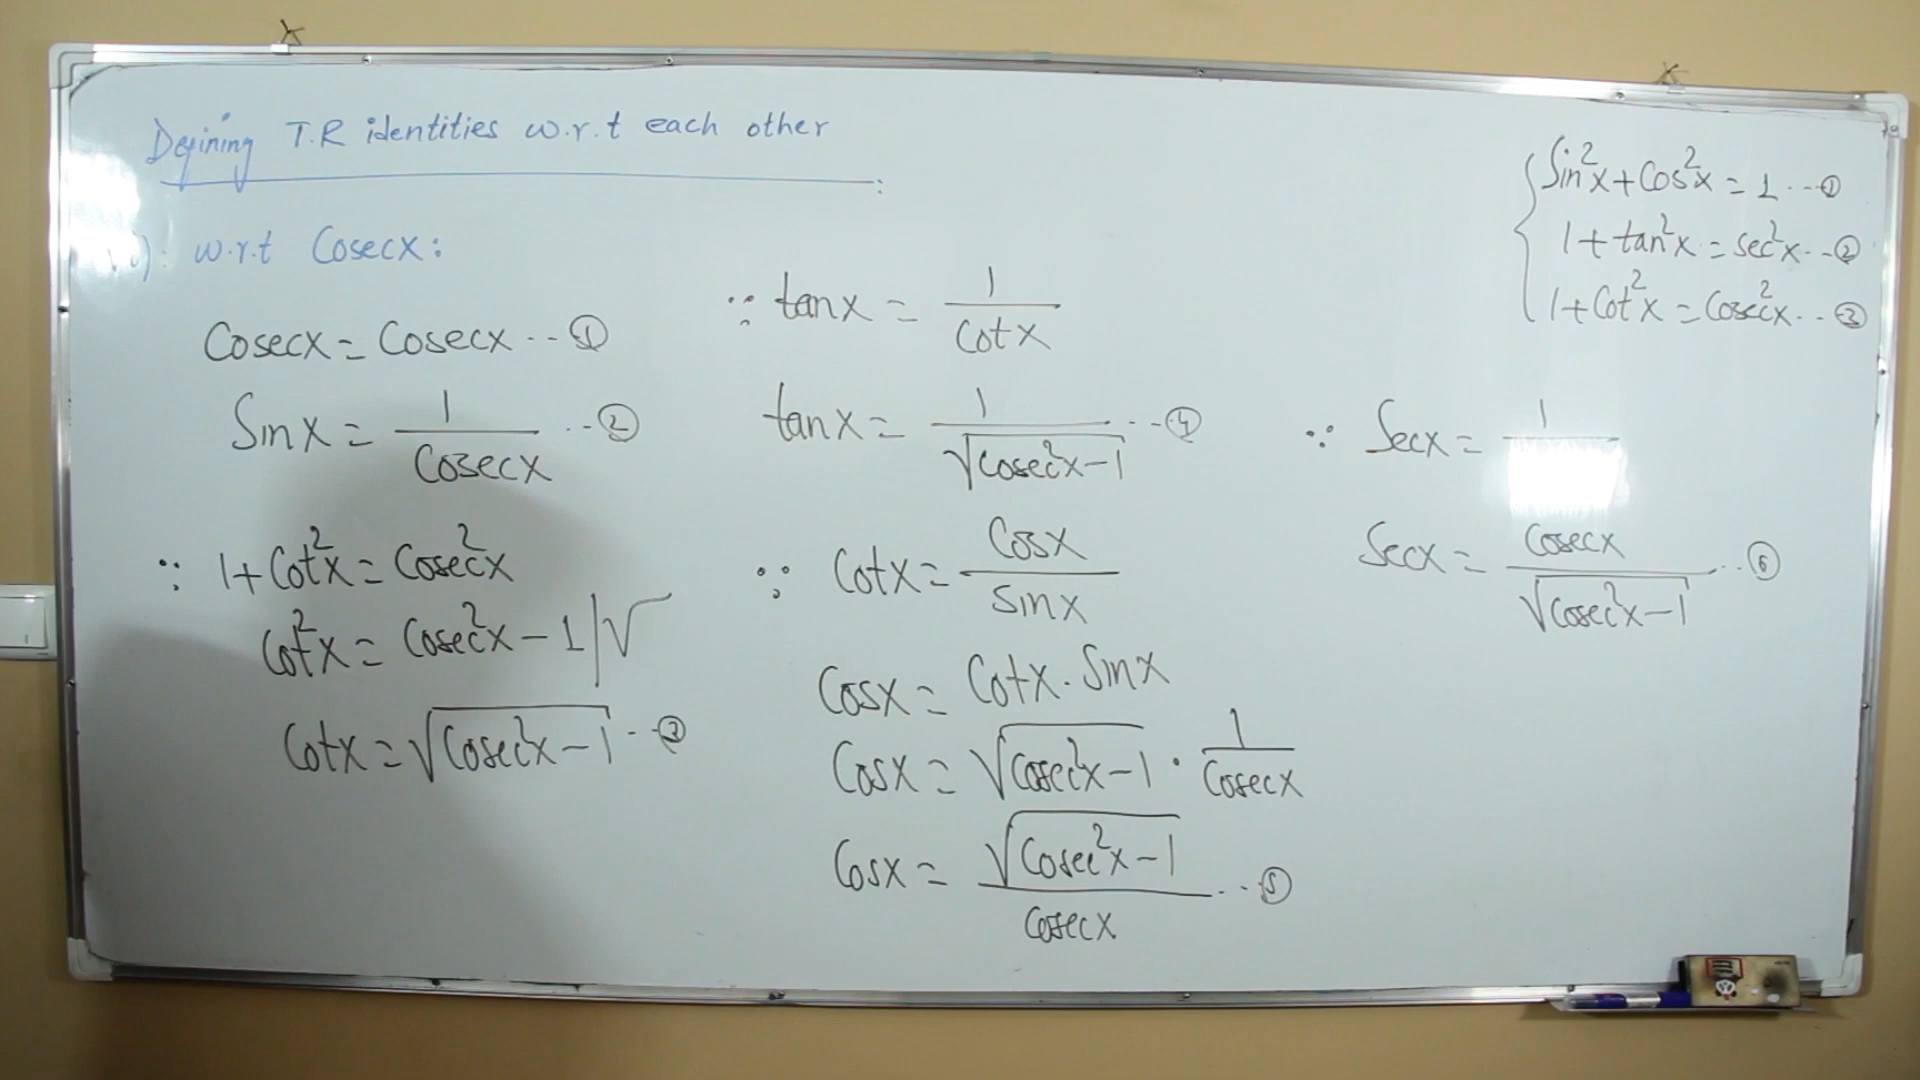 Defining T.R identities w.r.t each other
w.r.t Cosecx:
Cosecx = Cosecx -- ①
Sinx = 1/Cosecx -- ②
∵ 1+Cot²x = Cosec²x
Cot²x = Cosec²x - 1 | √
Cotx = √(Cosec²x - 1) -- ③
∵ tanx = 1/Cotx
tanx = 1/√(Cosec²x - 1) -- ④
∵ Cotx = Cosx/Sinx
Cosx = Cotx . Sinx
Cosx = √(Cosec²x - 1) . 1/Cosecx
Cosx = √(Cosec²x - 1)/Cosecx -- ⑤
Sin²x + Cos²x = 1 --- ①
1 + tan²x = Sec²x -- ②
1 + Cot²x = Cosec²x -- ③
∵ Secx = 1/
Secx = Cosecx/√(Cosec²x - 1) -- ⑥